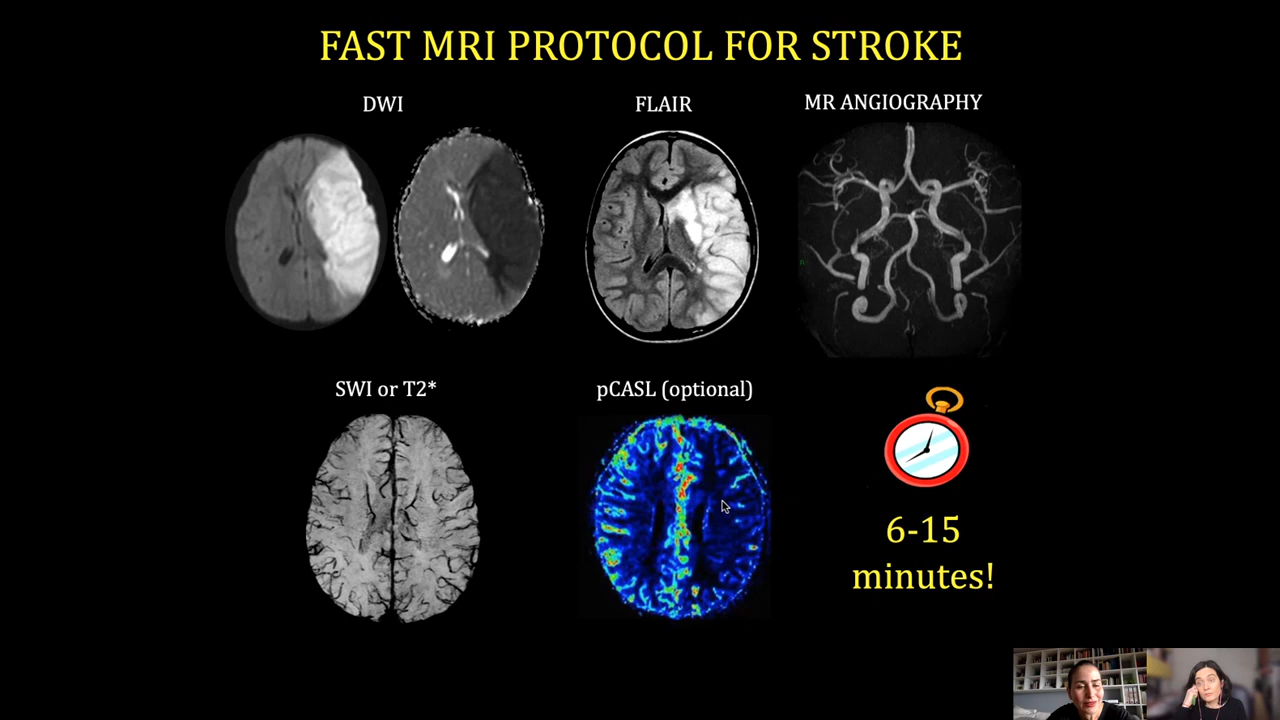 FAST MRI PROTOCOL FOR STROKE
DWI
FLAIR
MR ANGIOGRAPHY
SWI or T2*
pCASL (optional)
6-15
minutes!